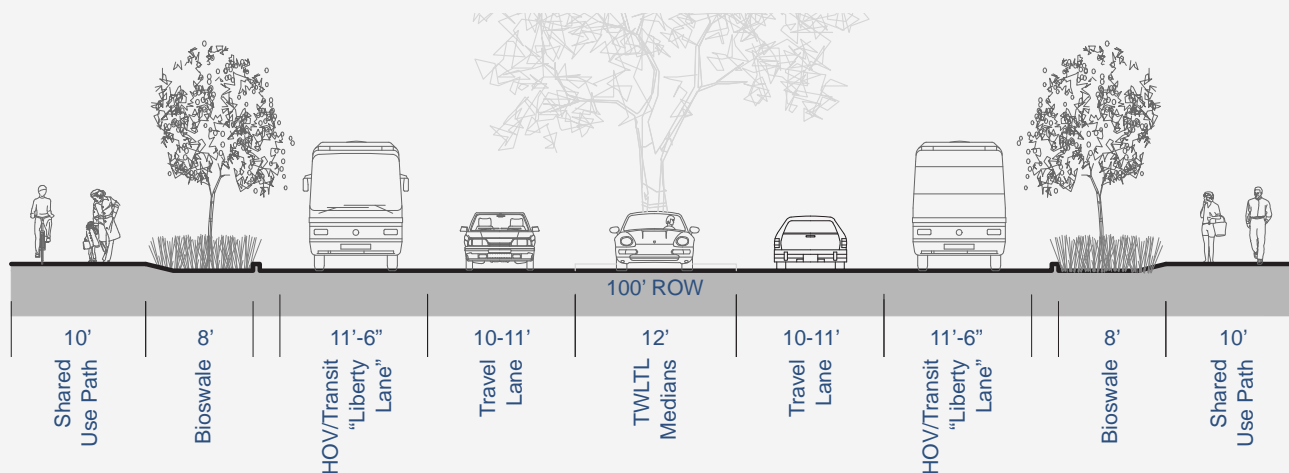 100’ ROW
10’
8’
11’-6”
10-11’
12’
10-11’
11’-6”
8’
10’
Shared
Use Path
Bioswale
HOV/Transit
“Liberty
Lane”
Travel
Lane
TWLTL
Medians
Travel
Lane
HOV/Transit
“Liberty
Lane”
Bioswale
Shared
Use Path